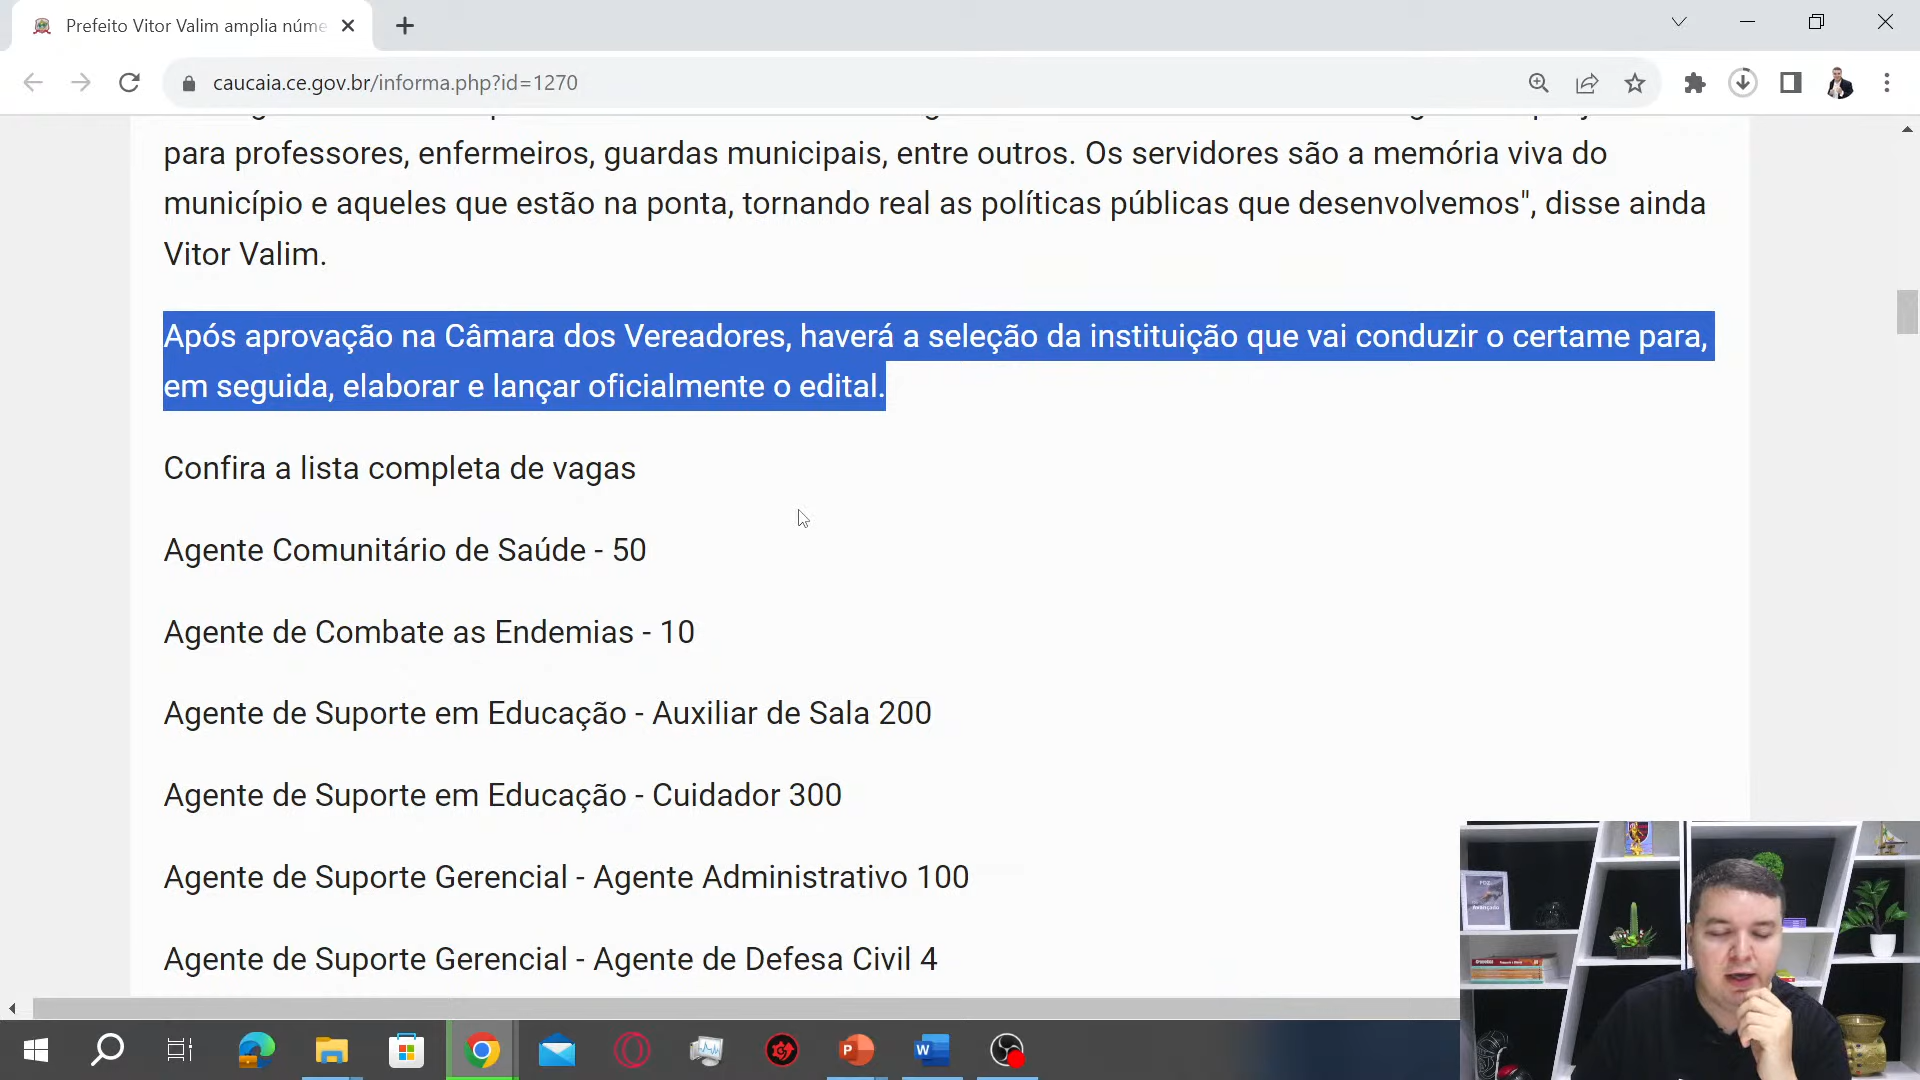 Prefeito Vitor Valim amplia núme
caucaia.ce.gov.br/informa.php?id=1270
para professores, enfermeiros, guardas municipais, entre outros. Os servidores são a memória viva do
município e aqueles que estão na ponta, tornando real as políticas públicas que desenvolvemos", disse ainda
Vitor Valim.
Após aprovação na Câmara dos Vereadores, haverá a seleção da instituição que vai conduzir o certame para,
em seguida, elaborar e lançar oficialmente o edital.
Confira a lista completa de vagas
Agente Comunitário de Saúde - 50
Agente de Combate as Endemias - 10
Agente de Suporte em Educação - Auxiliar de Sala 200
Agente de Suporte em Educação - Cuidador 300
Agente de Suporte Gerencial - Agente Administrativo 100
Agente de Suporte Gerencial - Agente de Defesa Civil 4